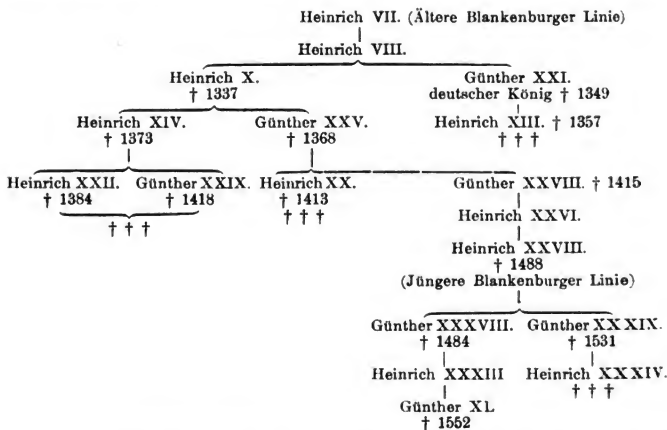 Heinrich VII. (Ältere Blankenburger Linie)
Heinrich VIII.
Heinrich X. Günther XXI.
† 1337 deutscher König † 1349
Heinrich XIV. Günther XXV. Heinrich XIII. † 1357
† 1373 † 1368 † † †
Heinrich XXII. Günther XXIX. Heinrich XX. Günther XXVIII. † 1415
† 1384 † 1418 † 1413
† † † † † † Heinrich XXVI.
Heinrich XXVIII.
† 1488
(Jüngere Blankenburger Linie)
Günther XXXVIII. Günther XXXIX.
† 1484 † 1531
Heinrich XXXIII Heinrich XXXIV.
† † †
Günther XL
† 1552